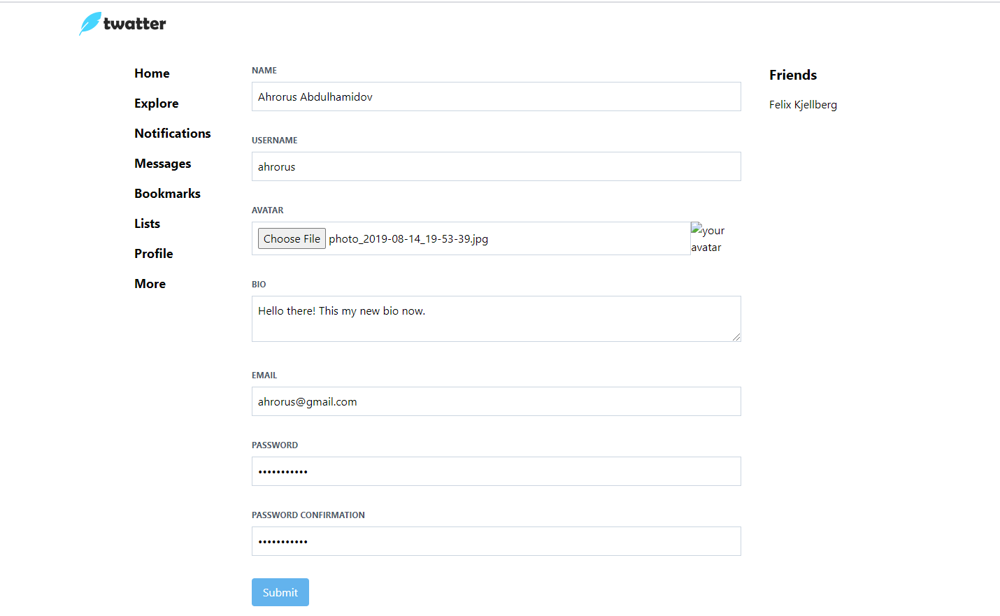 twatter
Home
Explore
Notifications
Messages
Bookmarks
Lists
Profile
More
NAME
Ahrorus Abdulhamidov
USERNAME
ahrorus
AVATAR
Choose File photo_2019-08-14_19-53-39.jpg
your
avatar
BIO
Hello there! This my new bio now.
EMAIL
ahrorus@gmail.com
PASSWORD
•••••••••••
PASSWORD CONFIRMATION
•••••••••••
Submit
Friends
Felix Kjellberg